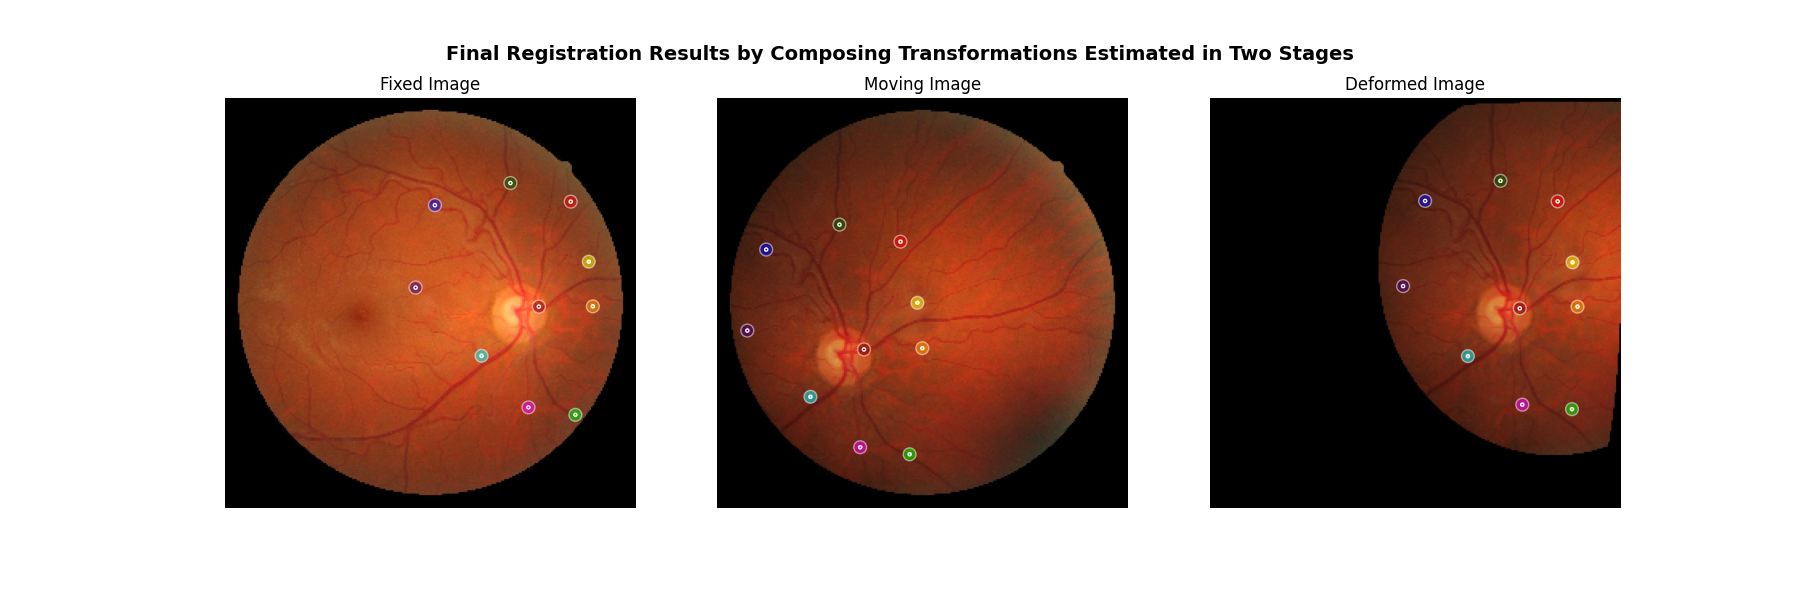 Final Registration Results by Composing Transformations Estimated in Two Stages
Fixed Image
Moving Image
Deformed Image